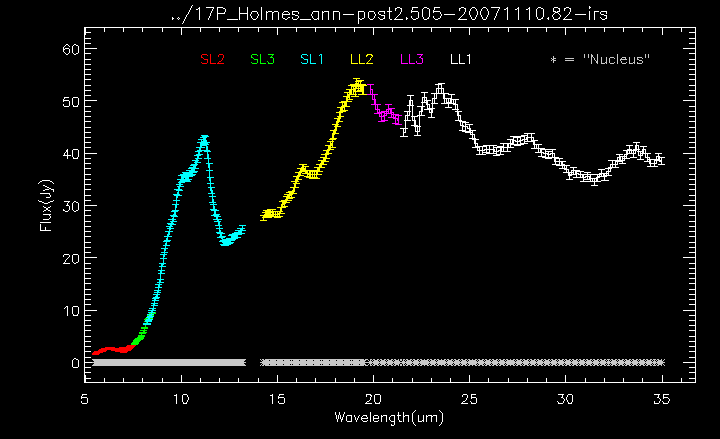 ../17P_Holmes_ann-post2.505-20071110.82-irs
SL2 SL3 SL1 LL2 LL3 LL1 * = "Nucleus"
60
50
40
30
20
10
0
Flux(Jy)
5 10 15 20 25 30 35
Wavelength(um)